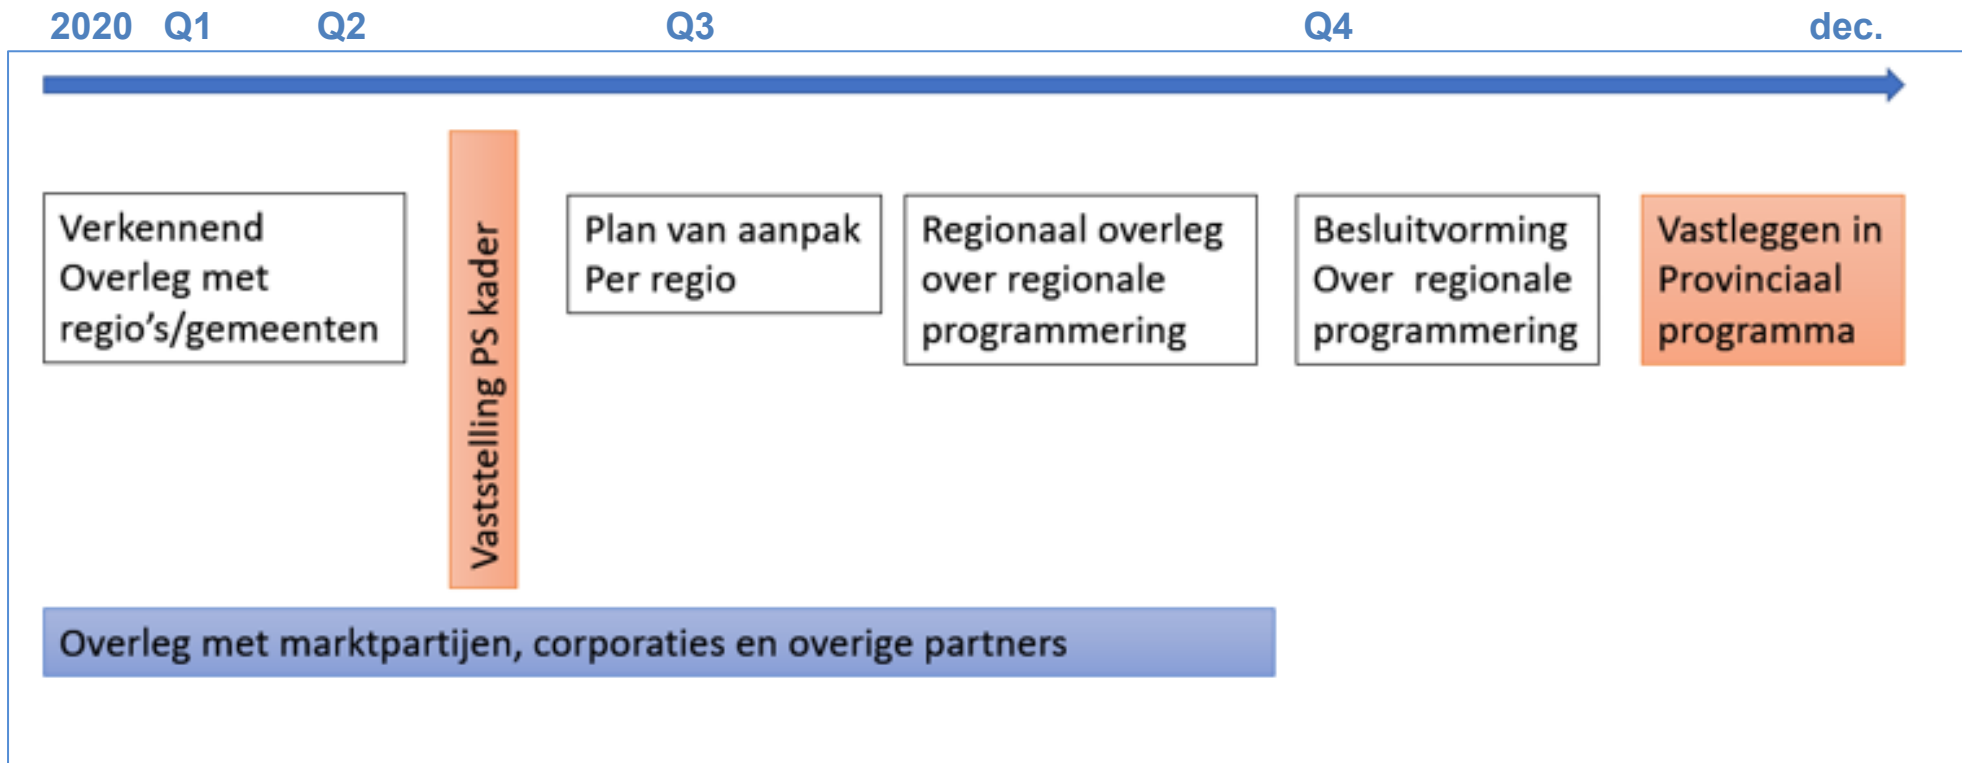 2020 Q1 Q2 Q3 Q4 dec.
Verkennend
Overleg met
regio's/gemeenten
Vaststelling PS kader
Plan van aanpak
Per regio
Regionaal overleg
over regionale
programmering
Besluitvorming
Over regionale
programmering
Vastleggen in
Provinciaal
programma
Overleg met marktpartijen, corporaties en overige partners